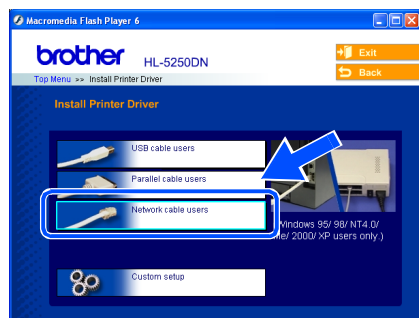 Macromedia Flash Player 6
brother HL-5250DN
Exit
Back
Top Menu >> Install Printer Driver
Install Printer Driver
USB cable users
Parallel cable users
Network cable users
Windows 95/ 98/ NT4.0/
Me/ 2000/ XP users only.)
Custom setup